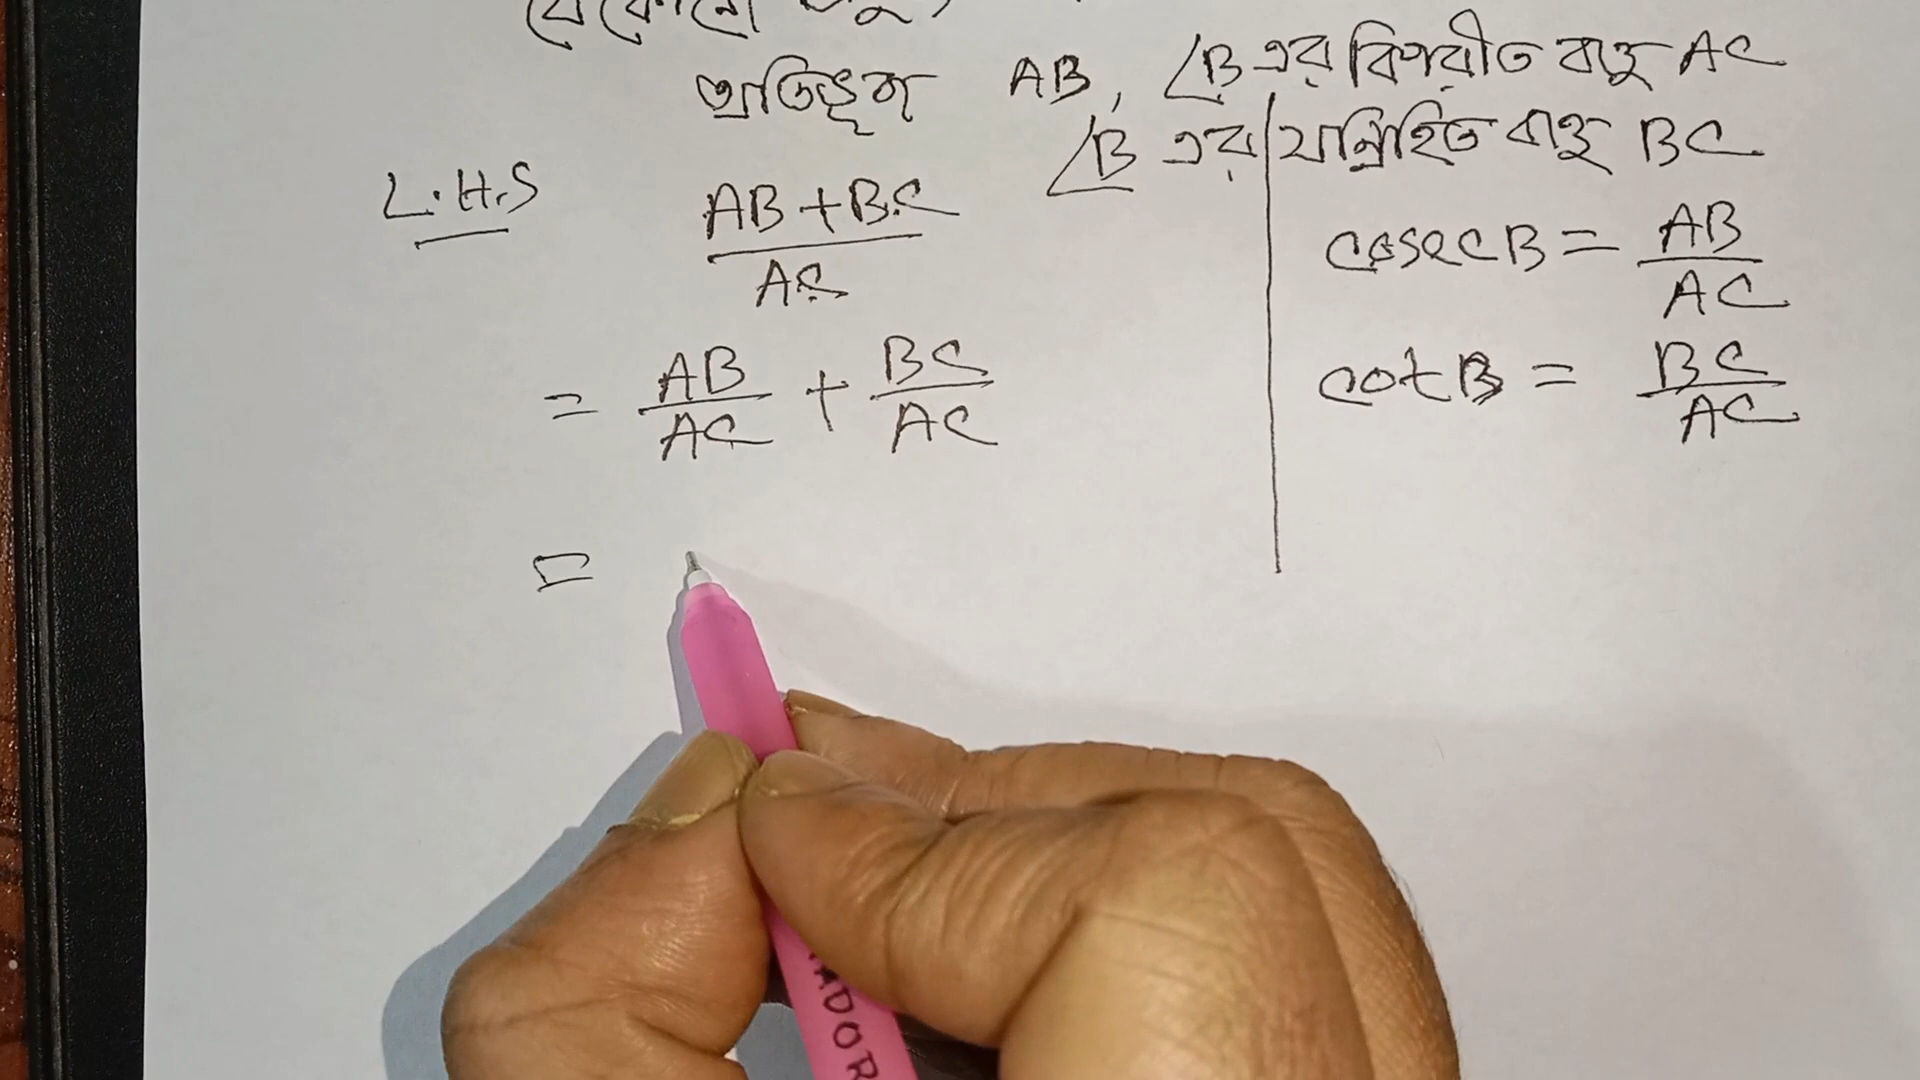 যেকোনো
অতিভূজ AB, ∠B এর বিপরীত বাহু AC
∠B এর সন্নিহিত বাহু BC
L.H.S
AB+BC
AC
= AB/AC + BC/AC
=
cosecB = AB/AC
cotB = BC/AC
ADOR